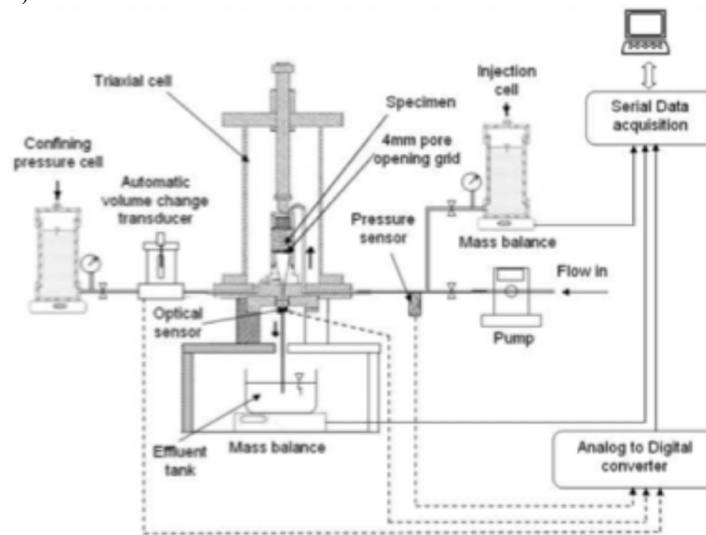 Triaxial cell
Specimen
4mm pore
opening grid
Injection
cell
Serial Data
acquisition
Confining
pressure cell
Automatic
volume change
transducer
Pressure
sensor
Mass balance
Flow in
Pump
Optical
sensor
Effluent
tank
Mass balance
Analog to Digital
converter